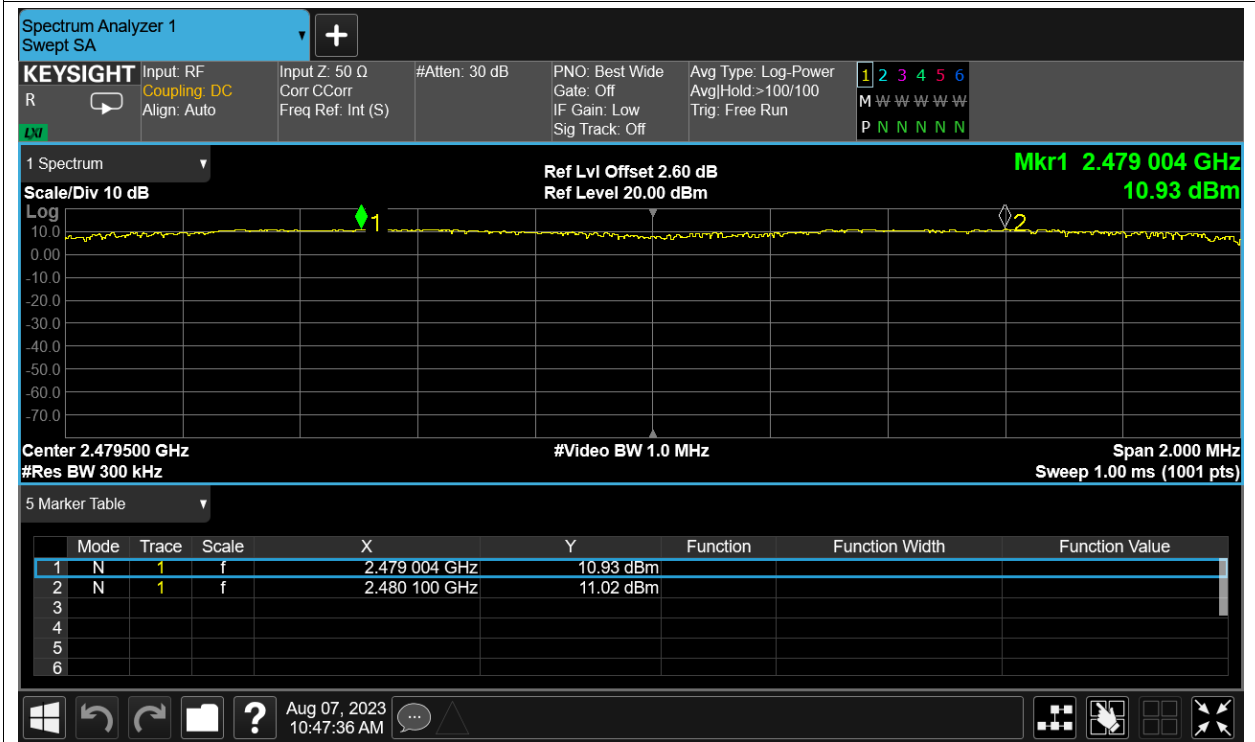 Spectrum Analyzer 1
Swept SA
+
KEYSIGHT
R
LXI
Input: RF
Coupling: DC
Align: Auto
Input Z: 50 Ω
Corr CCorr
Freq Ref: Int (S)
#Atten: 30 dB
PNO: Best Wide
Gate: Off
IF Gain: Low
Sig Track: Off
Avg Type: Log-Power
Avg|Hold:>100/100
Trig: Free Run
1 2 3 4 5 6
M W W W W W
P N N N N N
1 Spectrum
Scale/Div 10 dB
Ref Lvl Offset 2.60 dB
Ref Level 20.00 dBm
Mkr1 2.479 004 GHz
10.93 dBm
Log
1
2
10.0
0.00
-10.0
-20.0
-30.0
-40.0
-50.0
-60.0
-70.0
Center 2.479500 GHz
#Res BW 300 kHz
#Video BW 1.0 MHz
Span 2.000 MHz
Sweep 1.00 ms (1001 pts)
5 Marker Table
Mode Trace Scale X Y Function Function Width Function Value
1 N 1 f 2.479 004 GHz 10.93 dBm
2 N 1 f 2.480 100 GHz 11.02 dBm
3
4
5
6
?
Aug 07, 2023
10:47:36 AM